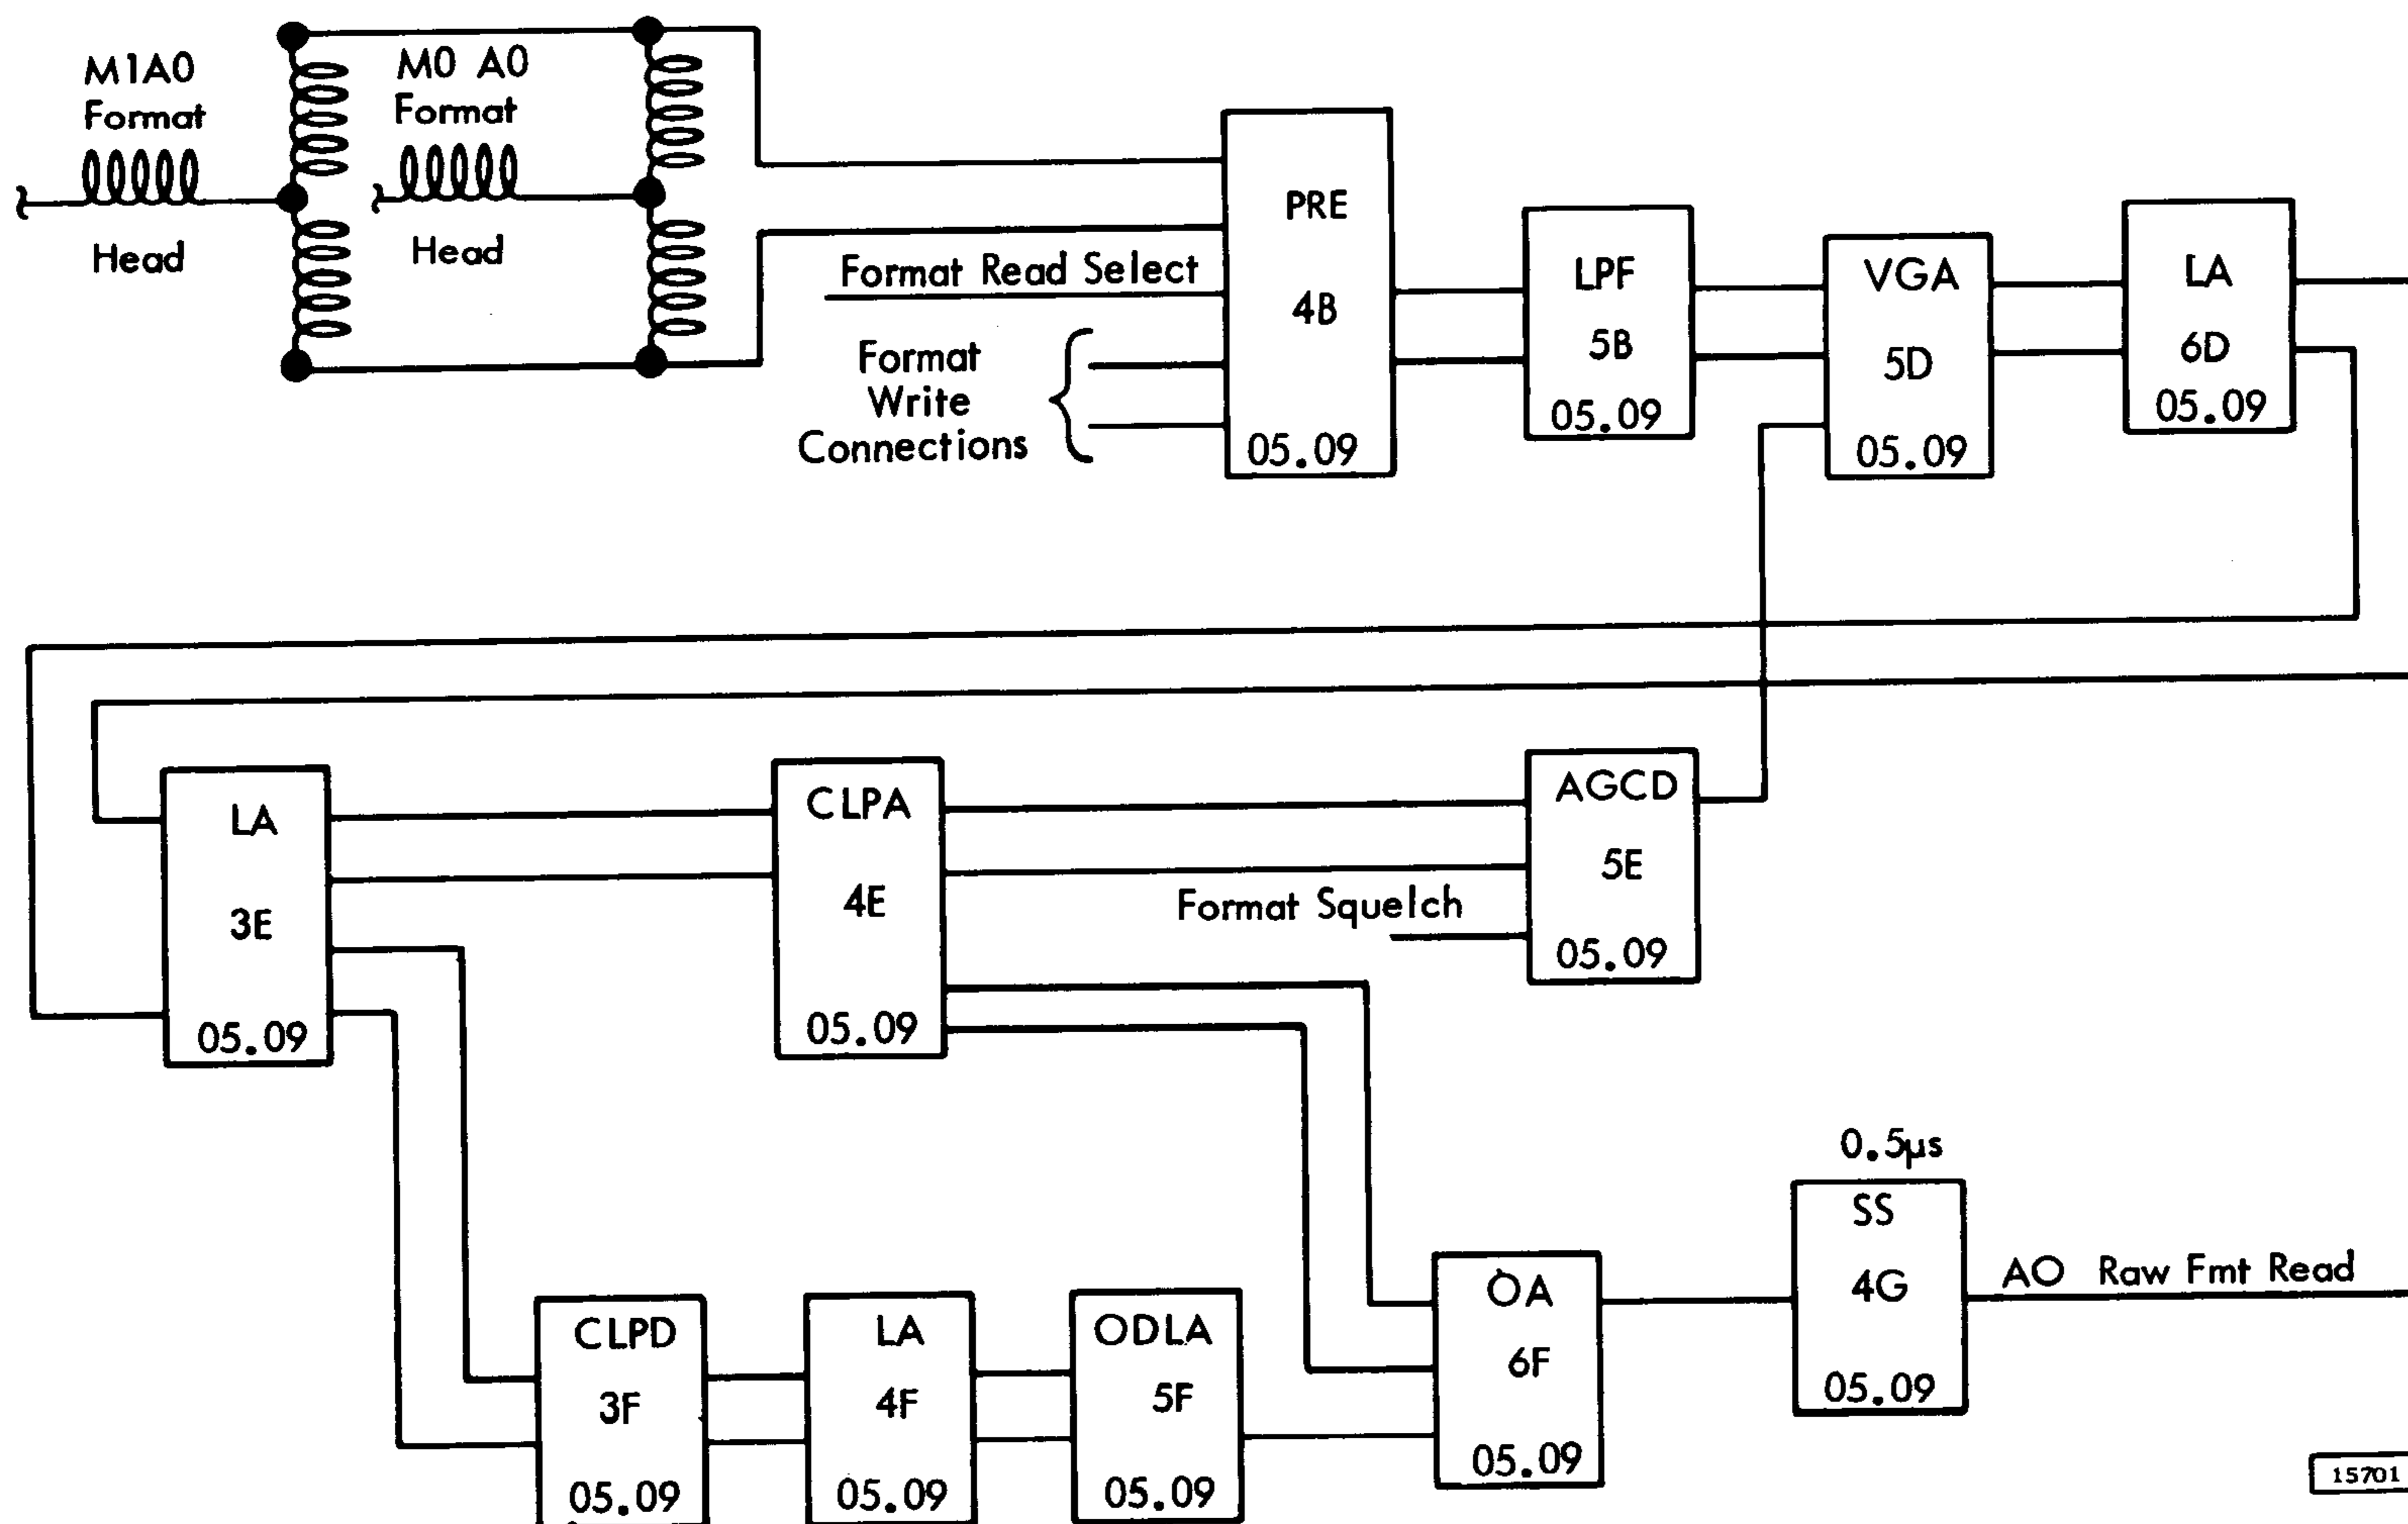 M1A0
Format
Head
M0 A0
Format
Head
Format Read Select
Format
Write
Connections
PRE
4B
05.09
LPF
5B
05.09
VGA
5D
05.09
LA
6D
05.09
LA
3E
05.09
CLPA
4E
05.09
AGCD
5E
05.09
Format Squelch
CLPD
3F
05.09
LA
4F
05.09
ODLA
5F
05.09
OA
6F
05.09
0.5µs
SS
4G
05.09
AO Raw Fmt Read
15701